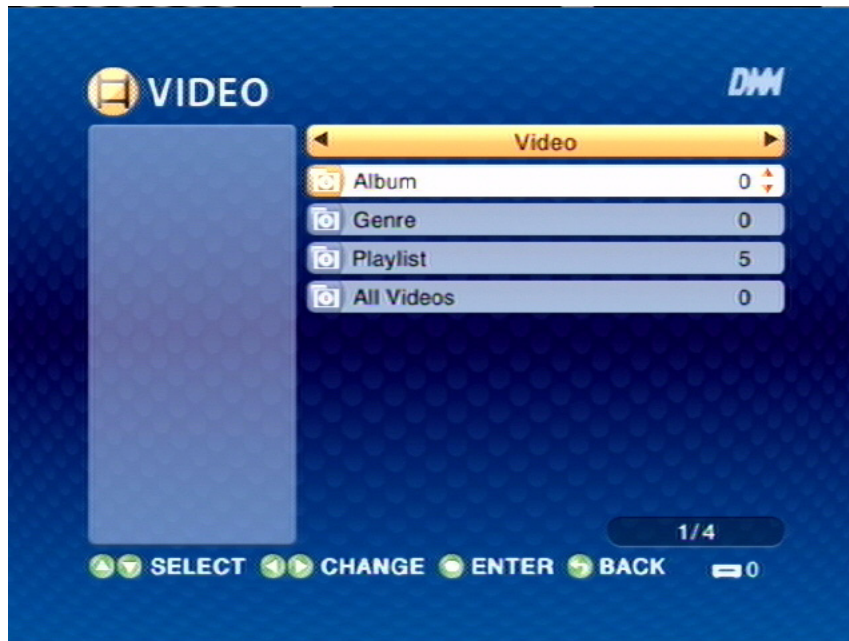 VIDEO
DMM
Video
Album 0
Genre 0
Playlist 5
All Videos 0
1/4
SELECT CHANGE ENTER BACK 0